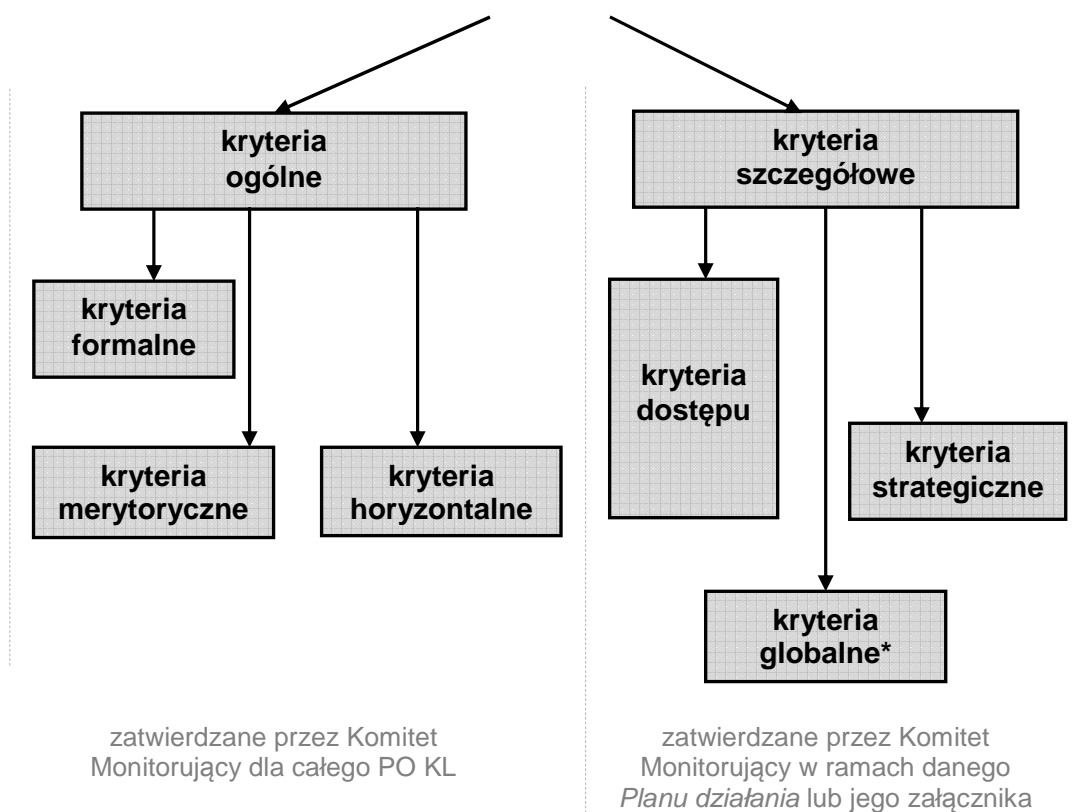 kryteria
ogólne
kryteria
formalne
kryteria
merytoryczne
kryteria
horyzontalne
zatwierdzane przez Komitet
Monitorujący dla całego PO KL
kryteria
szczegółowe
kryteria
dostępu
kryteria
strategiczne
kryteria
globalne*
zatwierdzane przez Komitet
Monitorujący w ramach danego
Planu działania lub jego załącznika